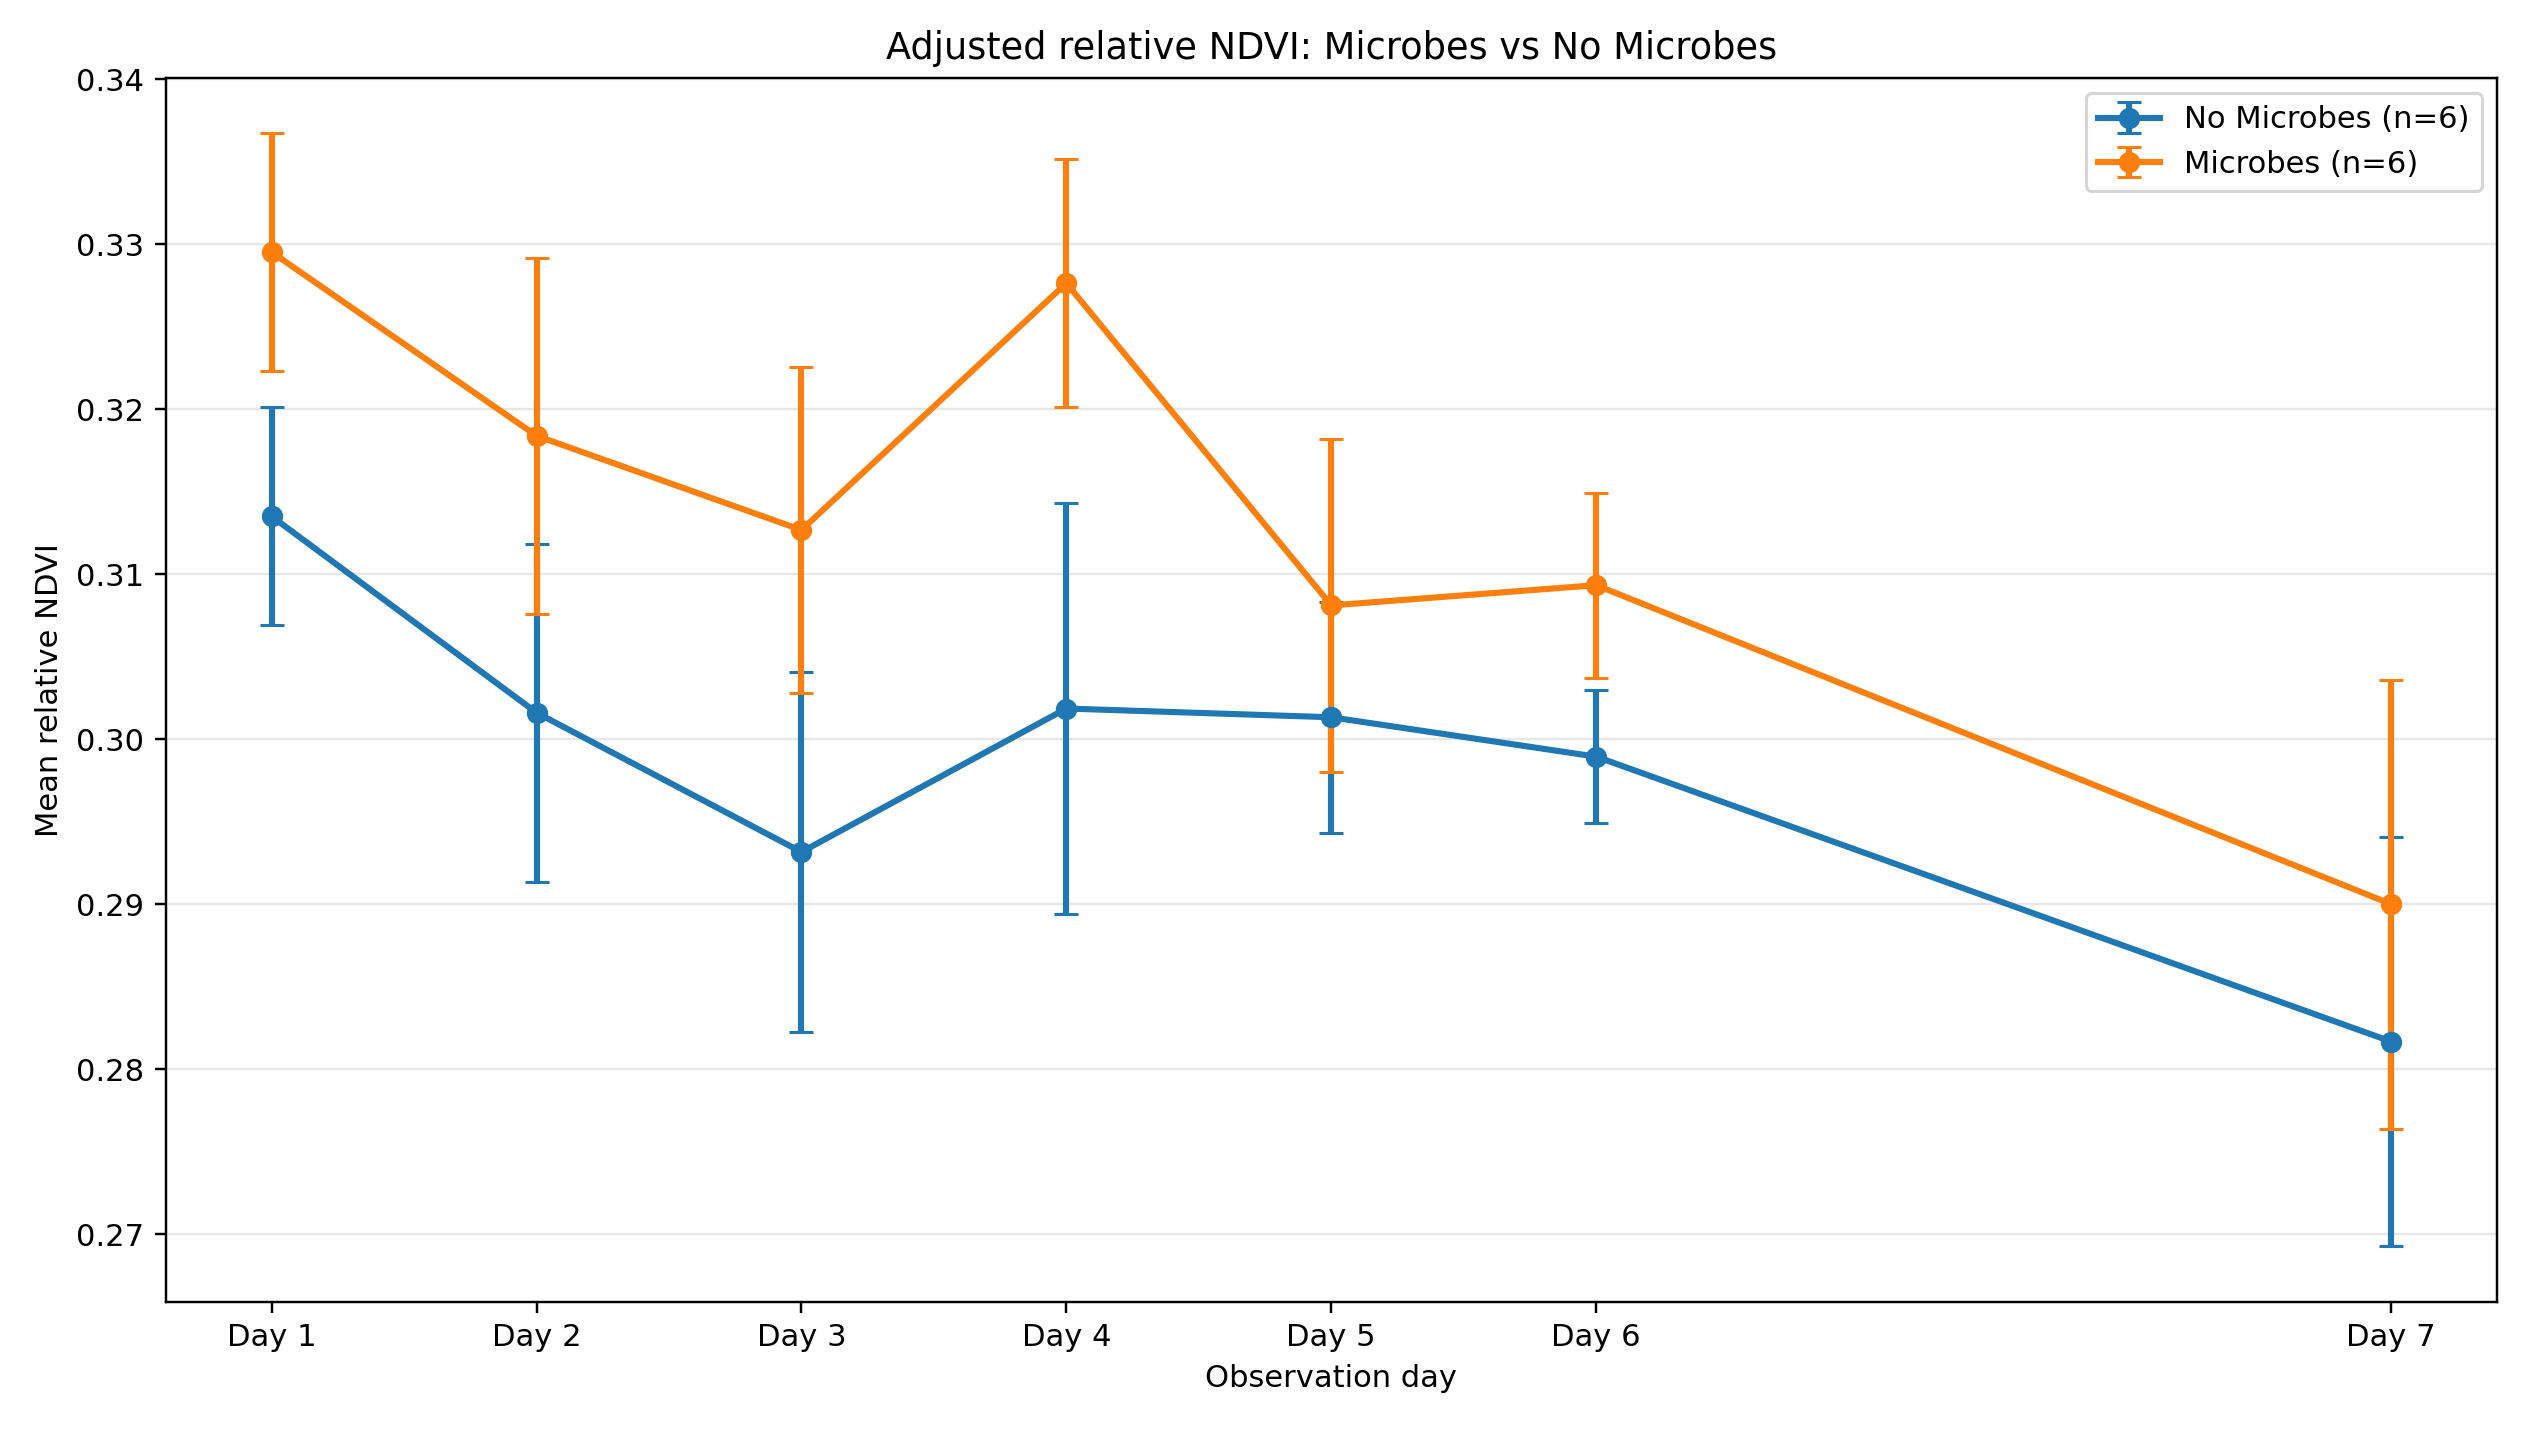 Adjusted relative NDVI: Microbes vs No Microbes
No Microbes (n=6)
Microbes (n=6)
Mean relative NDVI
0.34
0.33
0.32
0.31
0.30
0.29
0.28
0.27
Day 1
Day 2
Day 3
Day 4
Day 5
Day 6
Day 7
Observation day